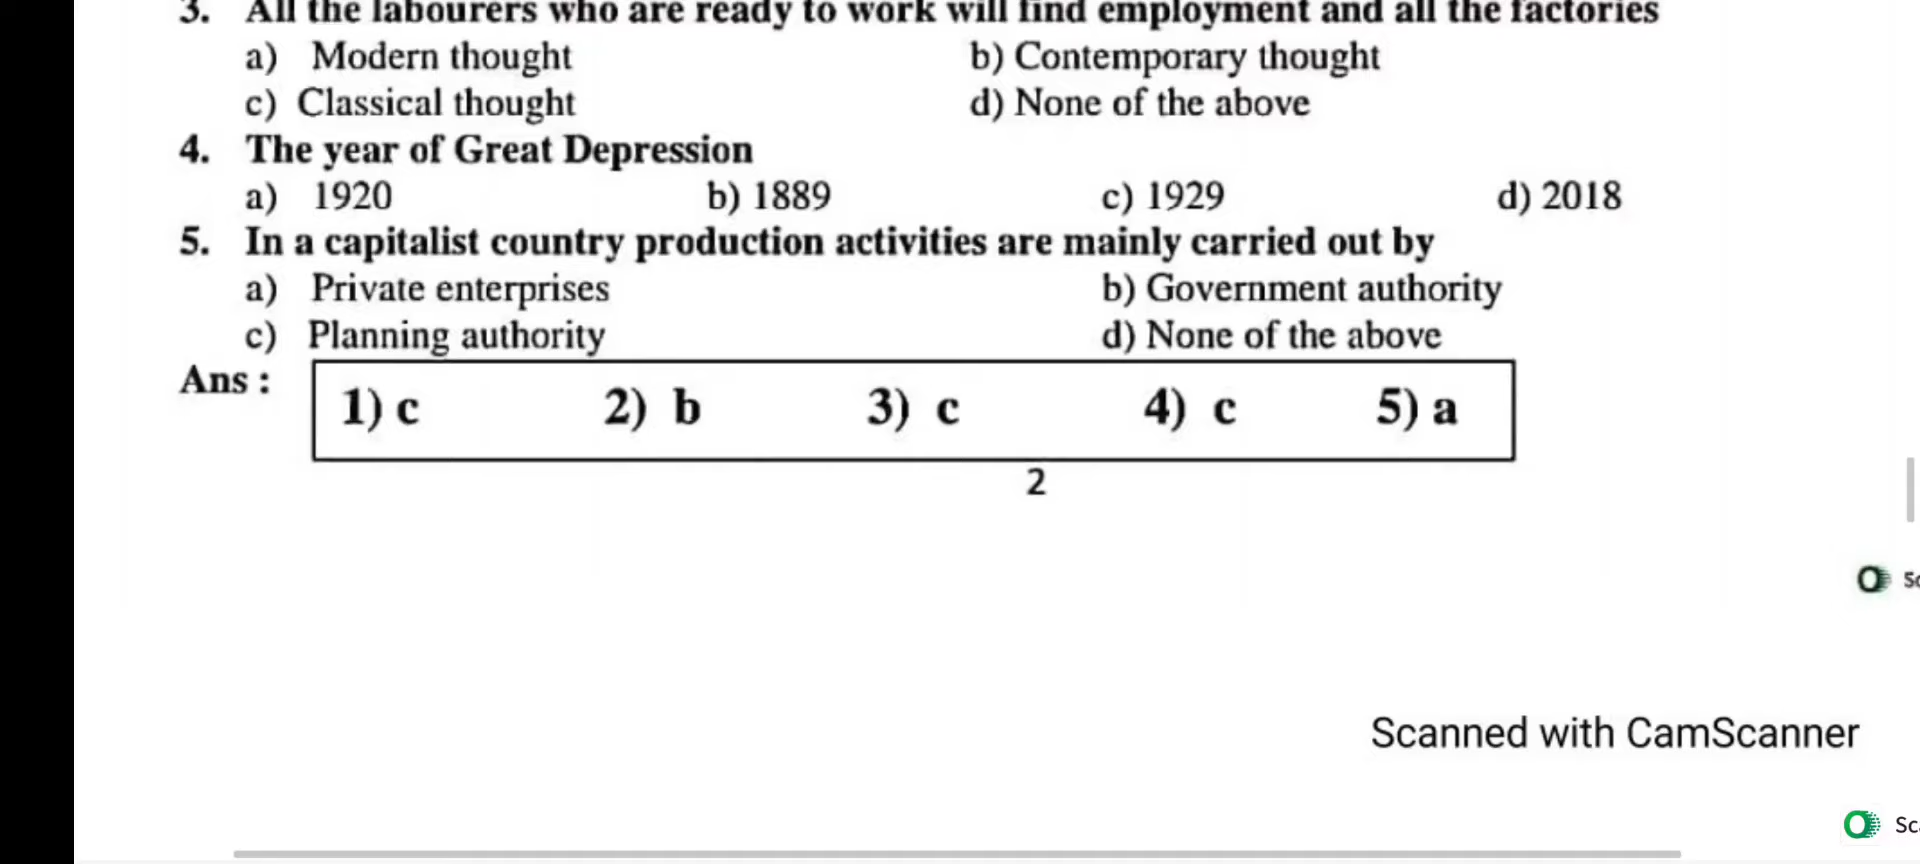 3. All the labourers who are ready to work will find employment and all the factories
a) Modern thought b) Contemporary thought
c) Classical thought d) None of the above
4. The year of Great Depression
a) 1920 b) 1889 c) 1929 d) 2018
5. In a capitalist country production activities are mainly carried out by
a) Private enterprises b) Government authority
c) Planning authority d) None of the above
Ans : 1) c 2) b 3) c 4) c 5) a
2
Scanned with CamScanner